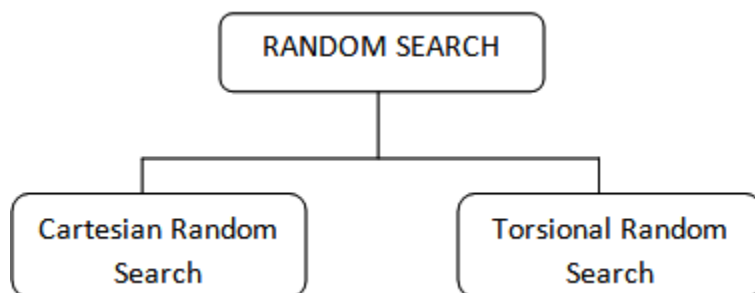 RANDOM SEARCH
Cartesian Random
Search
Torsional Random
Search